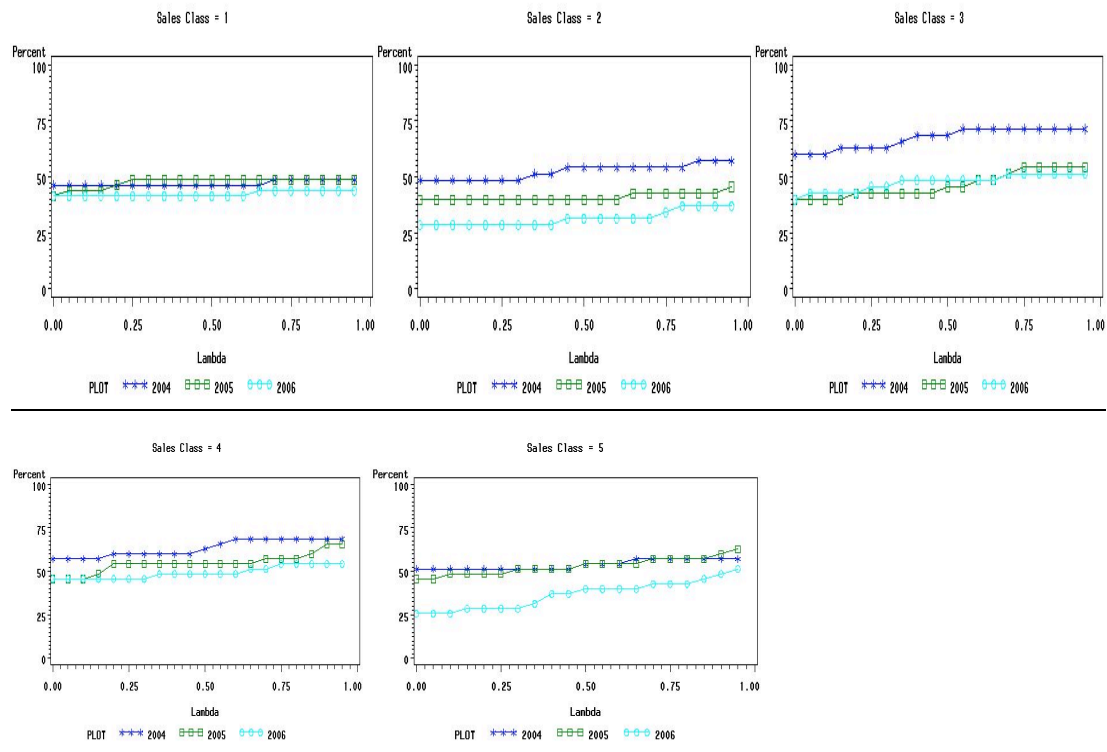 Sales Class = 1
Percent
100
75
50
25
0
0.00 0.25 0.50 0.75 1.00
Lambda
PLOT 2004 2005 2006
Sales Class = 2
Percent
100
75
50
25
0
0.00 0.25 0.50 0.75 1.00
Lambda
PLOT 2004 2005 2006
Sales Class = 3
Percent
100
75
50
25
0
0.00 0.25 0.50 0.75 1.00
Lambda
PLOT 2004 2005 2006
Sales Class = 4
Percent
100
75
50
25
0
0.00 0.25 0.50 0.75 1.00
Lambda
PLOT 2004 2005 2006
Sales Class = 5
Percent
100
75
50
25
0
0.00 0.25 0.50 0.75 1.00
Lambda
PLOT 2004 2005 2006